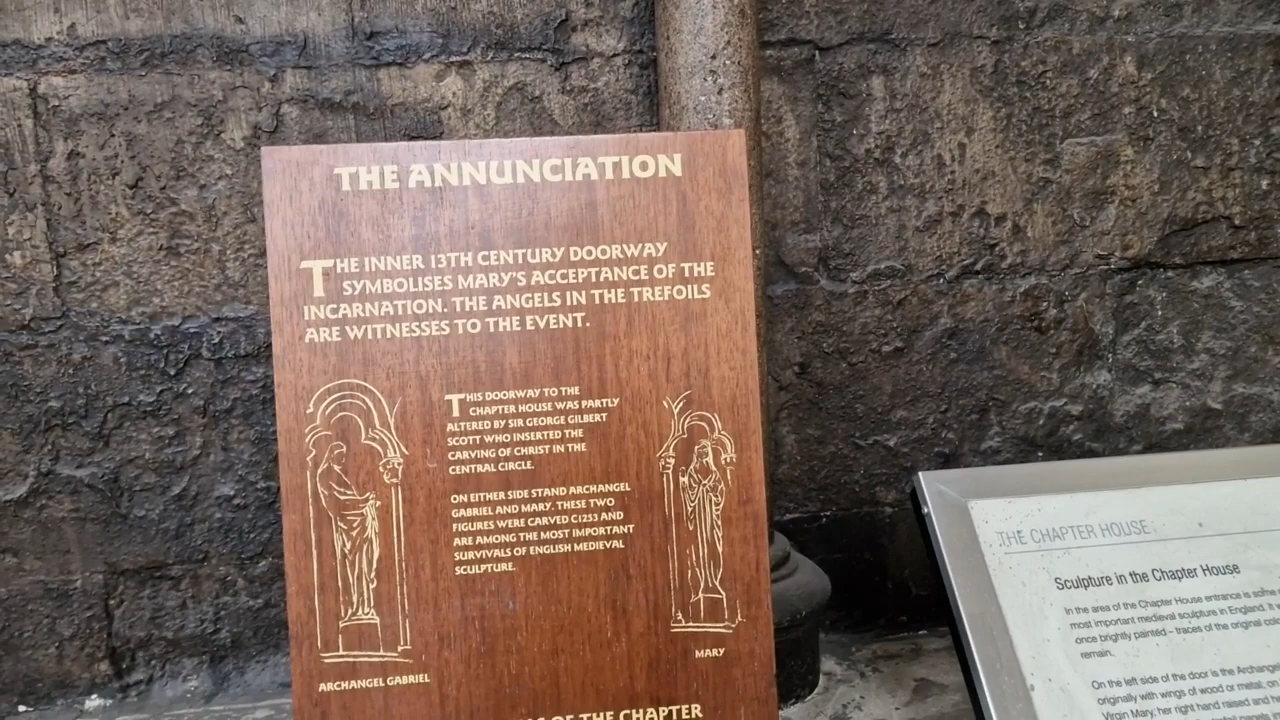 THE ANNUNCIATION
THE INNER 13TH CENTURY DOORWAY
SYMBOLISES MARY'S ACCEPTANCE OF THE
INCARNATION. THE ANGELS IN THE TREFOILS
ARE WITNESSES TO THE EVENT.
THIS DOORWAY TO THE
CHAPTER HOUSE WAS PARTLY
ALTERED BY SIR GEORGE GILBERT
SCOTT WHO INSERTED THE
CARVING OF CHRIST IN THE
CENTRAL CIRCLE.
ON EITHER SIDE STAND ARCHANGEL
GABRIEL AND MARY. THESE TWO
FIGURES WERE CARVED C1253 AND
ARE AMONG THE MOST IMPORTANT
SURVIVALS OF ENGLISH MEDIEVAL
SCULPTURE.
ARCHANGEL GABRIEL
MARY
OF THE CHAPTER
THE CHAPTER HOUSE
Sculpture in the Chapter House
In the area of the Chapter House entrance is some
most important medieval sculpture in England. It
once brightly painted – traces of the original
remain.
On the left side of the door is the
originally with wings of wood or metal; on
Virgin Mary; her right hand raised and